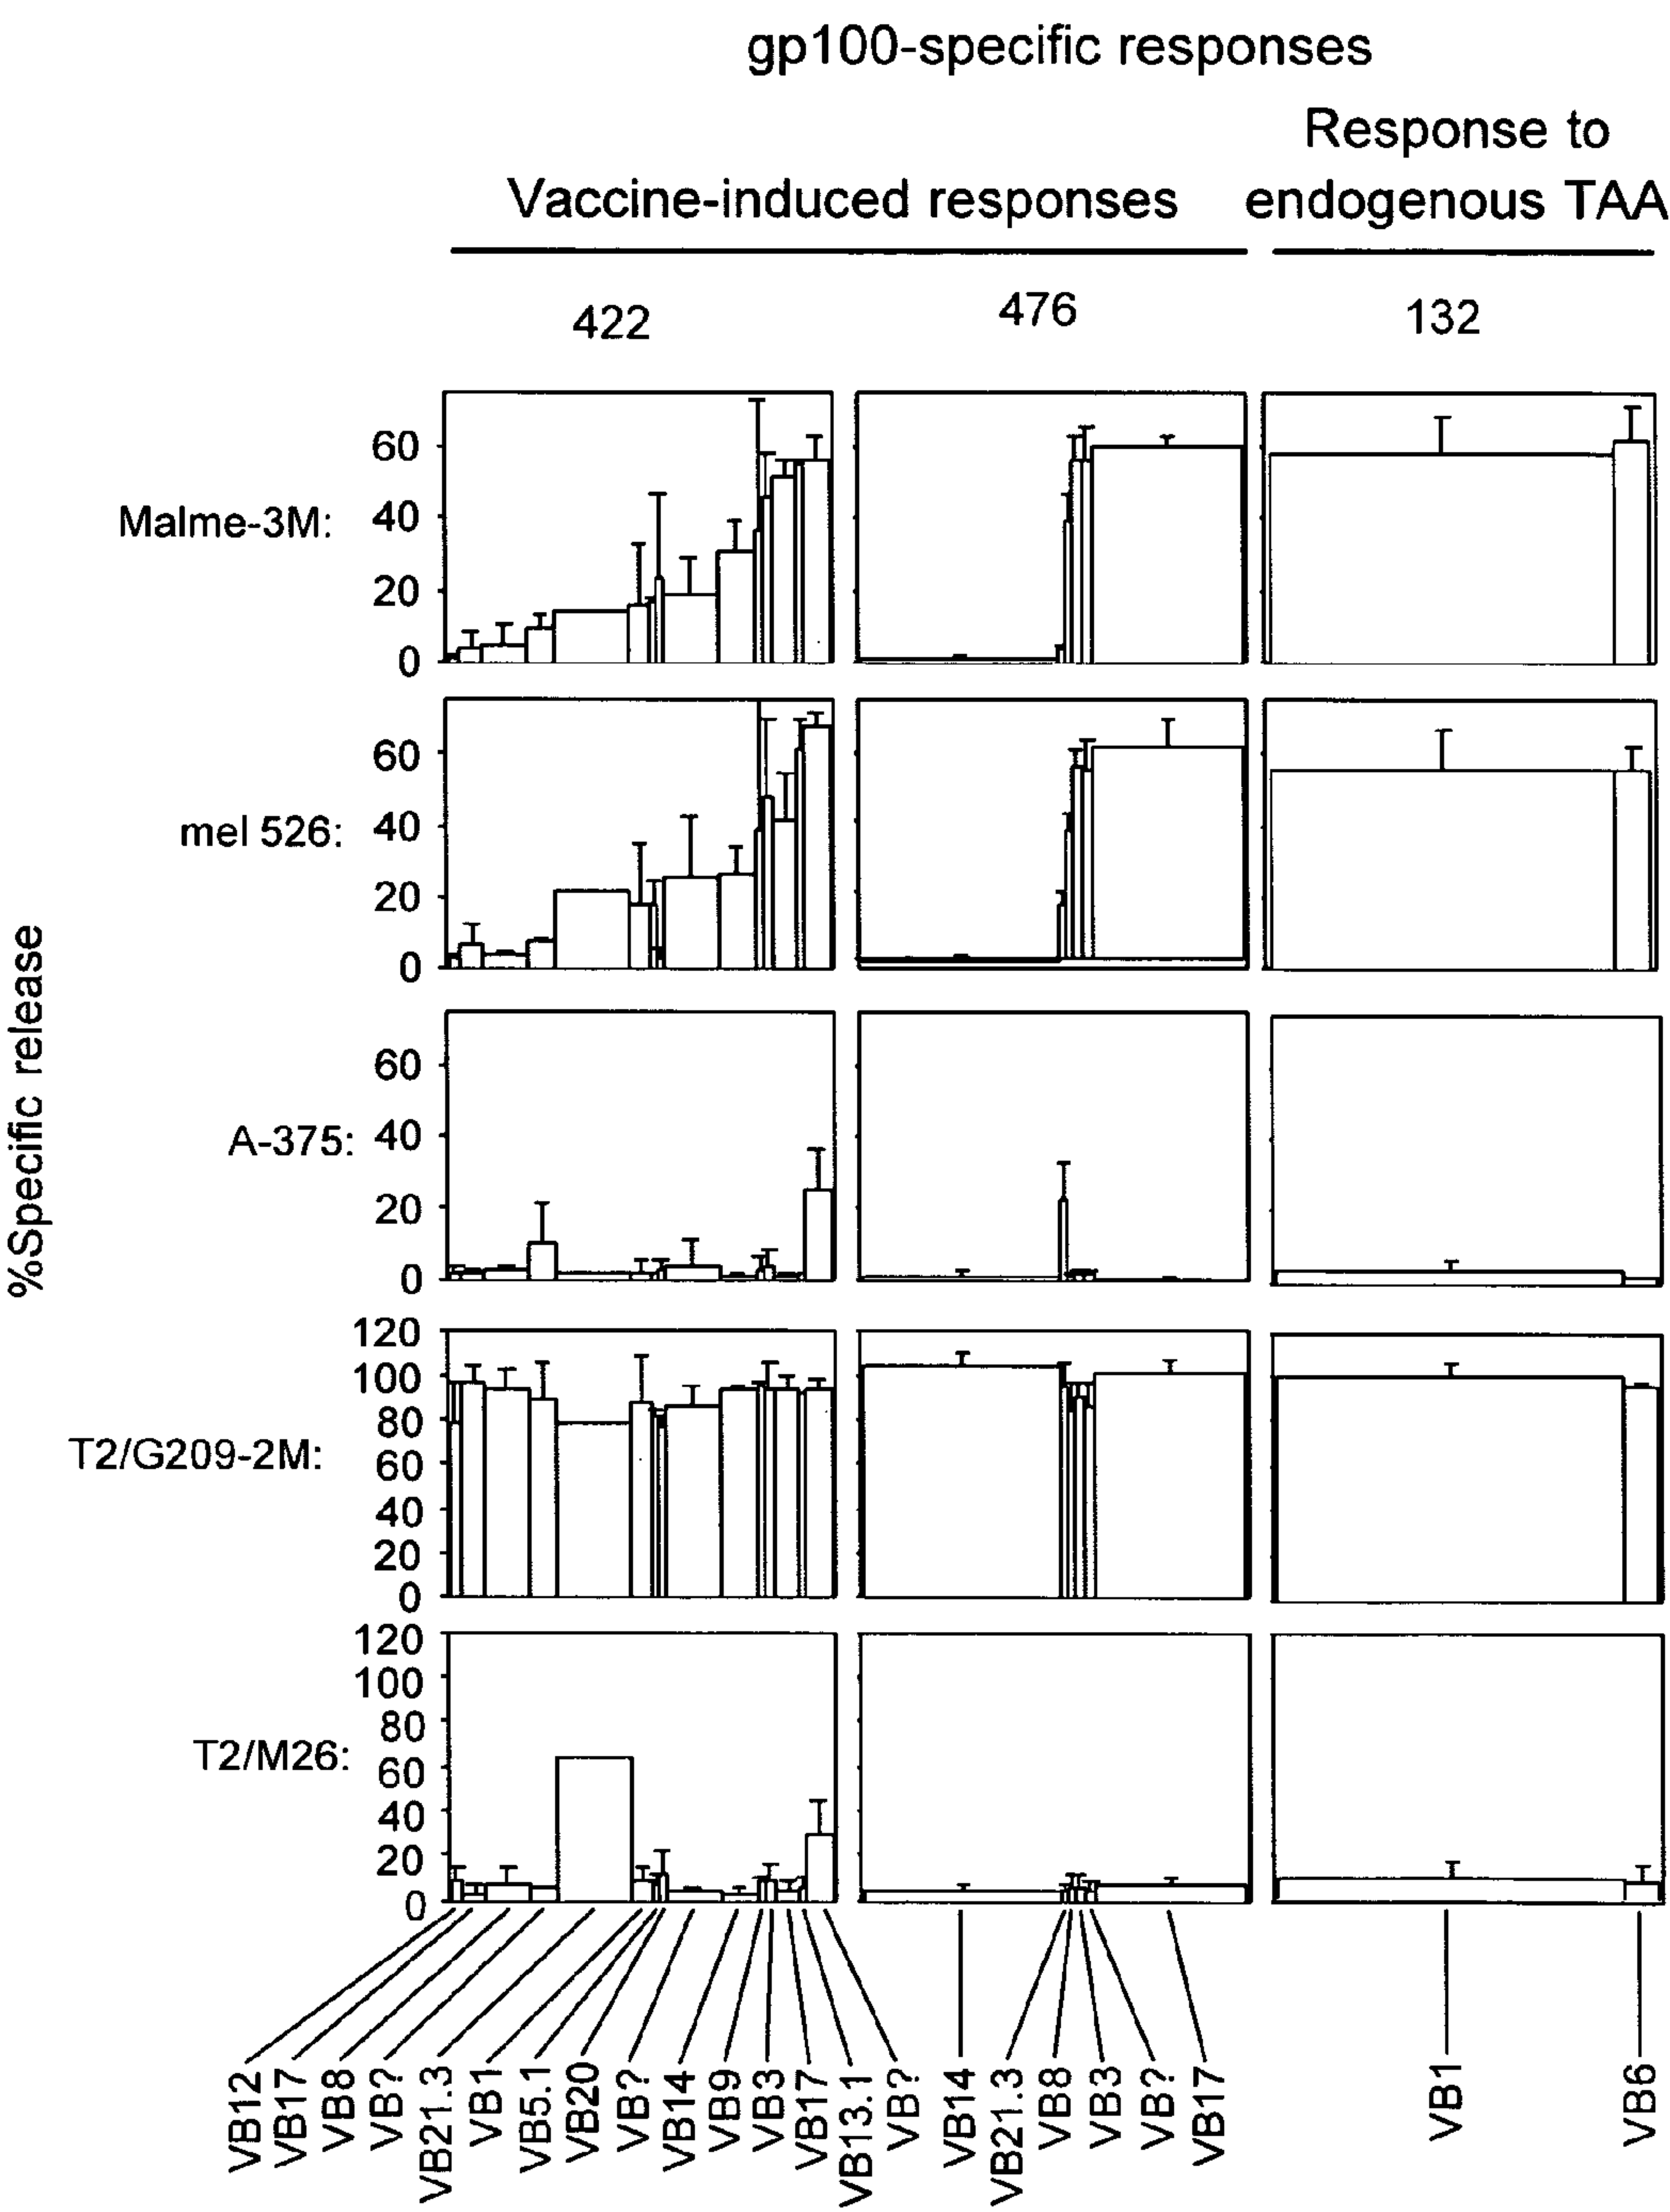 gp100-specific responses
Response to
Vaccine-induced responses endogenous TAA
422 476 132
Malme-3M: 60 40 20 0
mel 526: 60 40 20 0
A-375: 60 40 20 0
T2/G209-2M: 120 100 80 60 40 20 0
T2/M26: 120 100 80 60 40 20 0
%Specific release
VB12 VB17 VB8 VB? VB21.3 VB1 VB5.1 VB20 VB? VB14 VB9 VB3 VB17 VB13.1 VB? VB14 VB21.3 VB8 VB3 VB? VB17 VB1 VB6